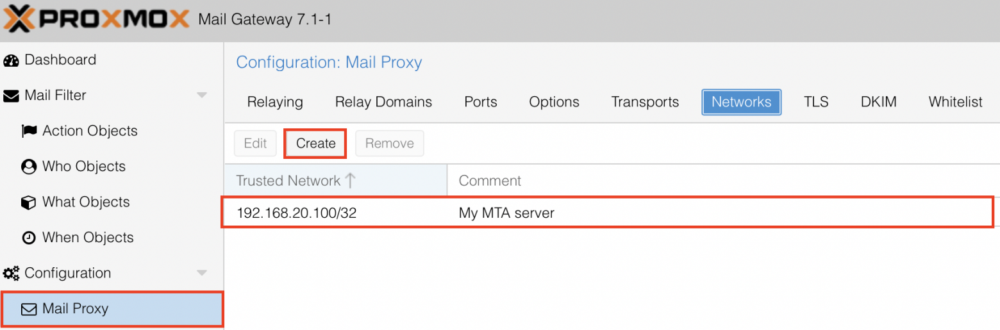 PROXMOX Mail Gateway 7.1-1
Dashboard
Mail Filter
Action Objects
Who Objects
What Objects
When Objects
Configuration
Mail Proxy
Configuration: Mail Proxy
Relaying Relay Domains Ports Options Transports Networks TLS DKIM Whitelist
Edit Create Remove
Trusted Network Comment
192.168.20.100/32 My MTA server